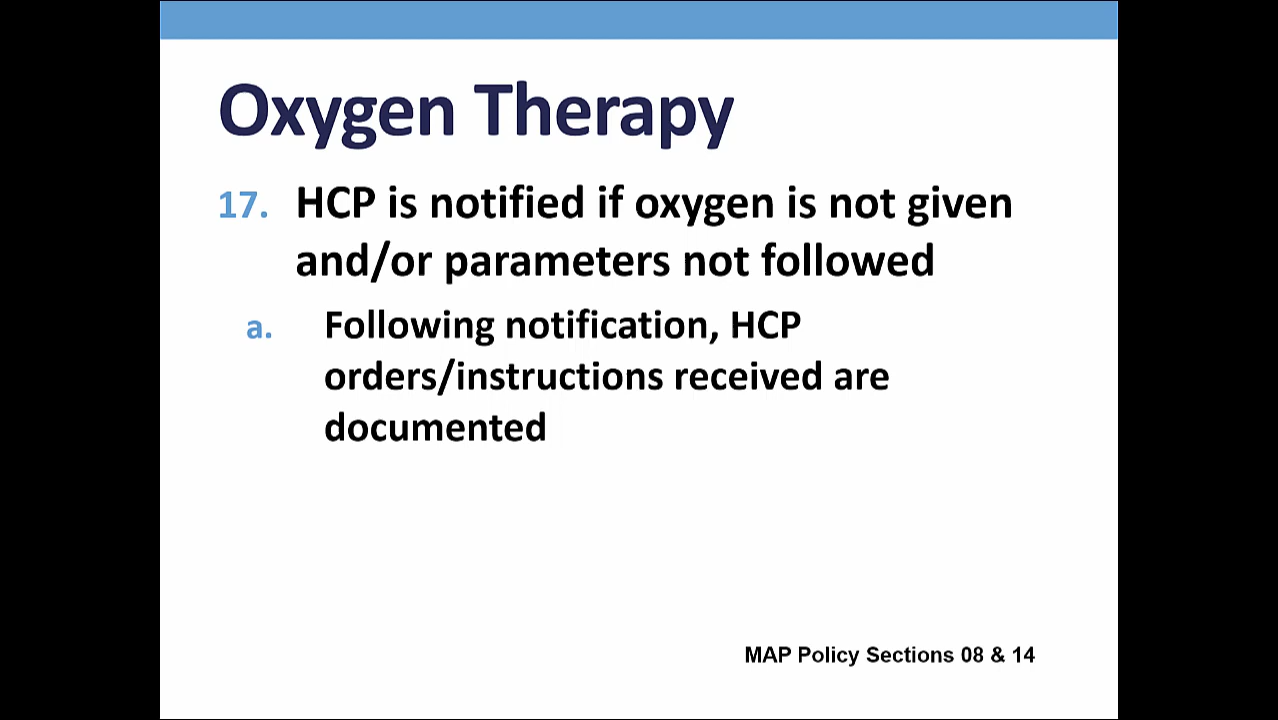 Oxygen Therapy
17. HCP is notified if oxygen is not given
and/or parameters not followed
a. Following notification, HCP
orders/instructions received are
documented
MAP Policy Sections 08 & 14